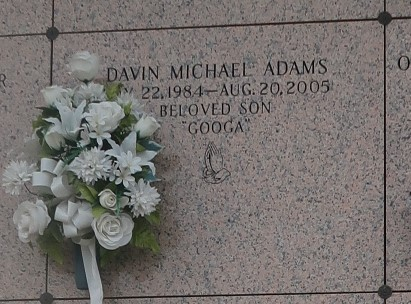 DAVIN MICHAEL ADAMS
22, 1984—AUG. 20, 2005
BELOVED SON
"GOOGA"